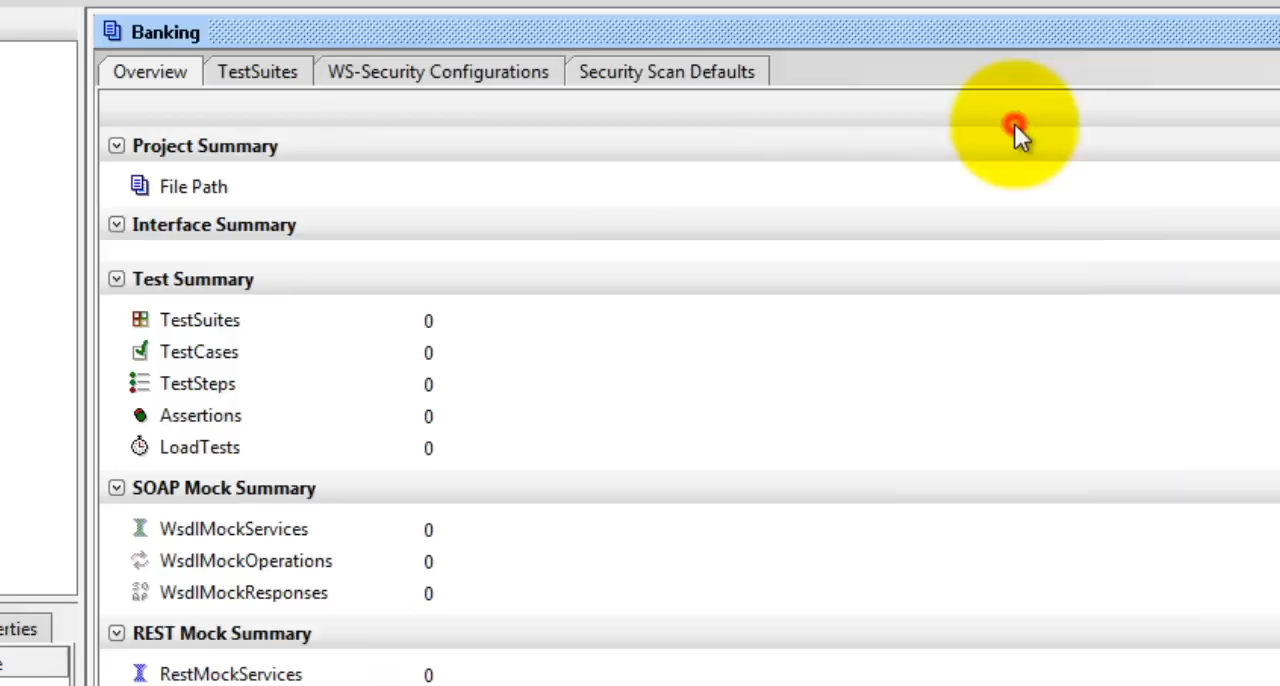 Banking
Overview TestSuites WS-Security Configurations Security Scan Defaults
Project Summary
File Path
Interface Summary
Test Summary
TestSuites 0
TestCases 0
TestSteps 0
Assertions 0
LoadTests 0
SOAP Mock Summary
WsdlMockServices 0
WsdlMockOperations 0
WsdlMockResponses 0
erties
REST Mock Summary
e
RestMockServices 0